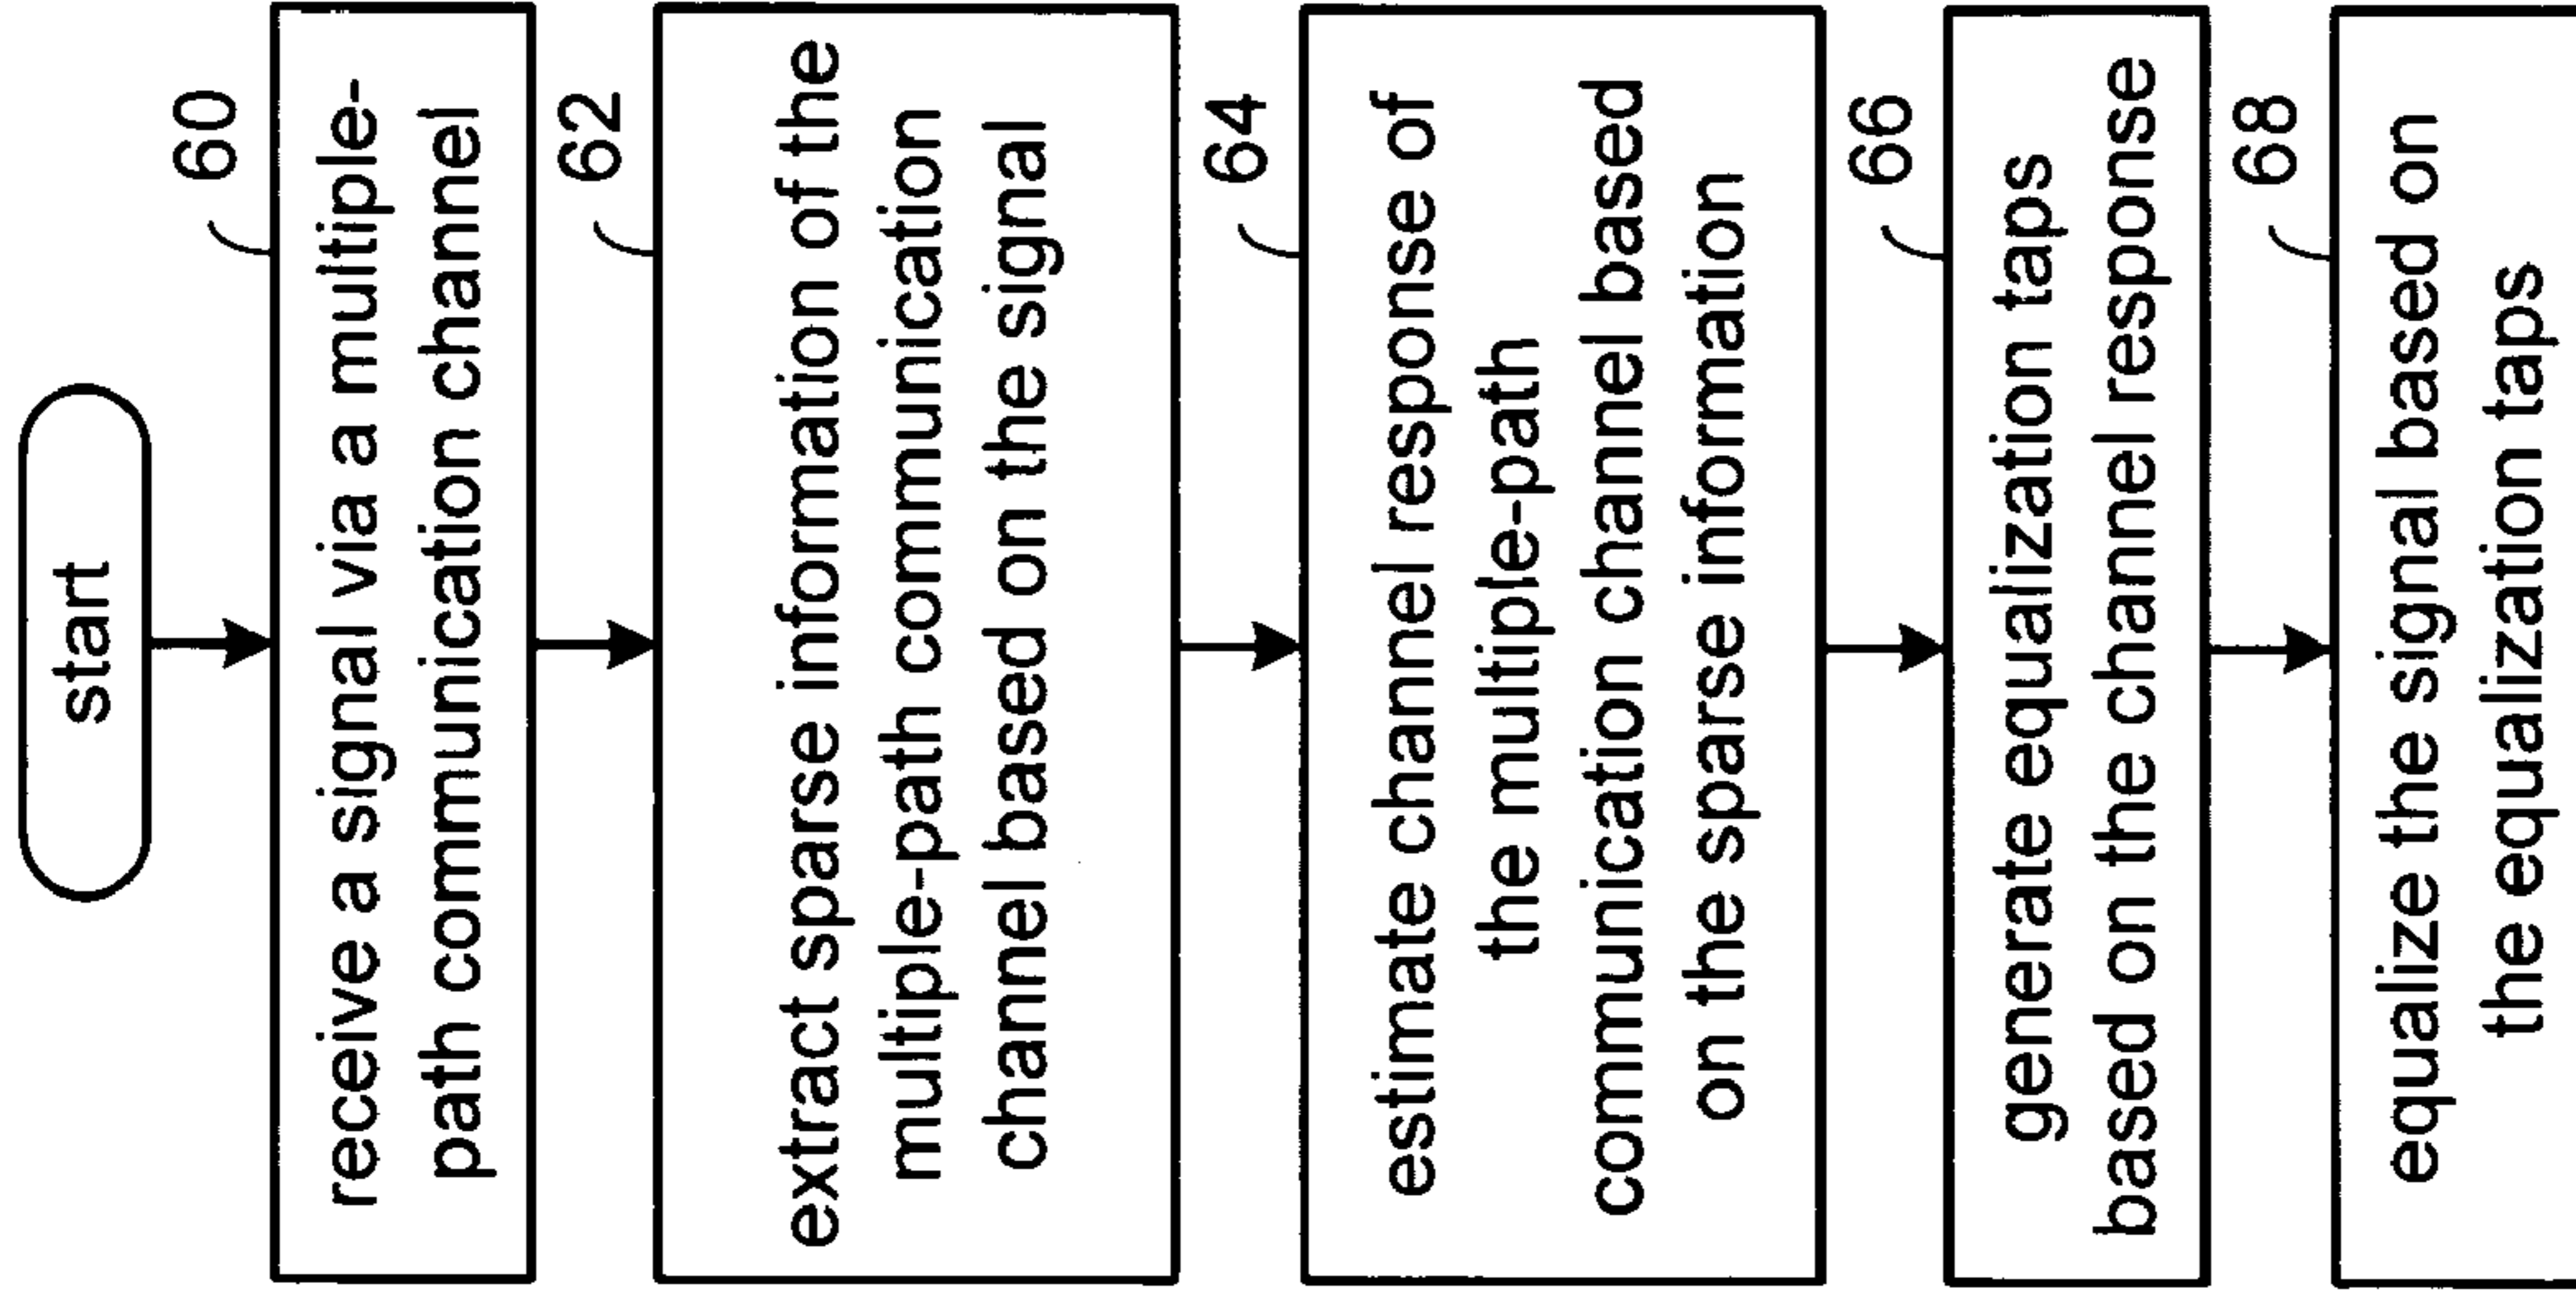 start
60
receive a signal via a multiple-
path communication channel
62
extract sparse information of the
multiple-path communication
channel based on the signal
64
estimate channel response of
the multiple-path
communication channel based
on the sparse information
66
generate equalization taps
based on the channel response
68
equalize the signal based on
the equalization taps